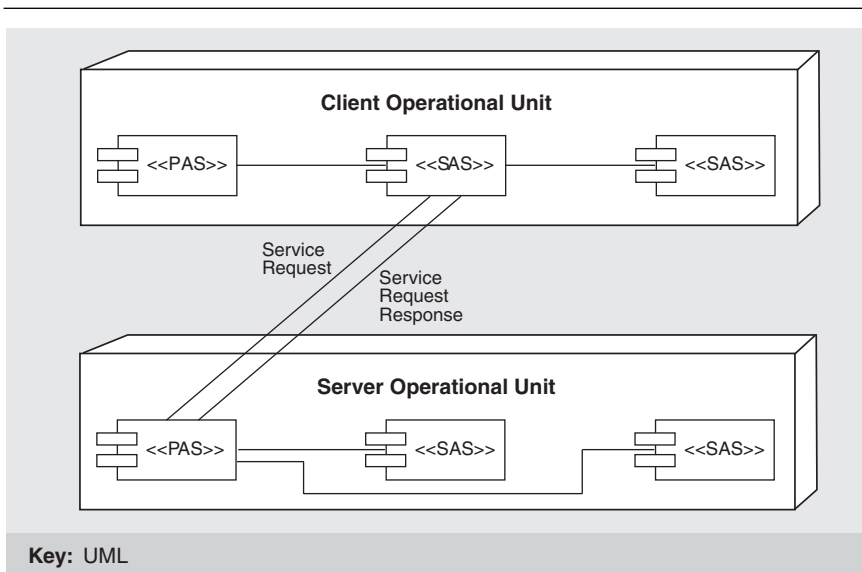 Client Operational Unit
<<PAS>>
<<SAS>>
<<SAS>>
Service
Request
Service
Request
Response
Server Operational Unit
<<PAS>>
<<SAS>>
<<SAS>>
Key: UML